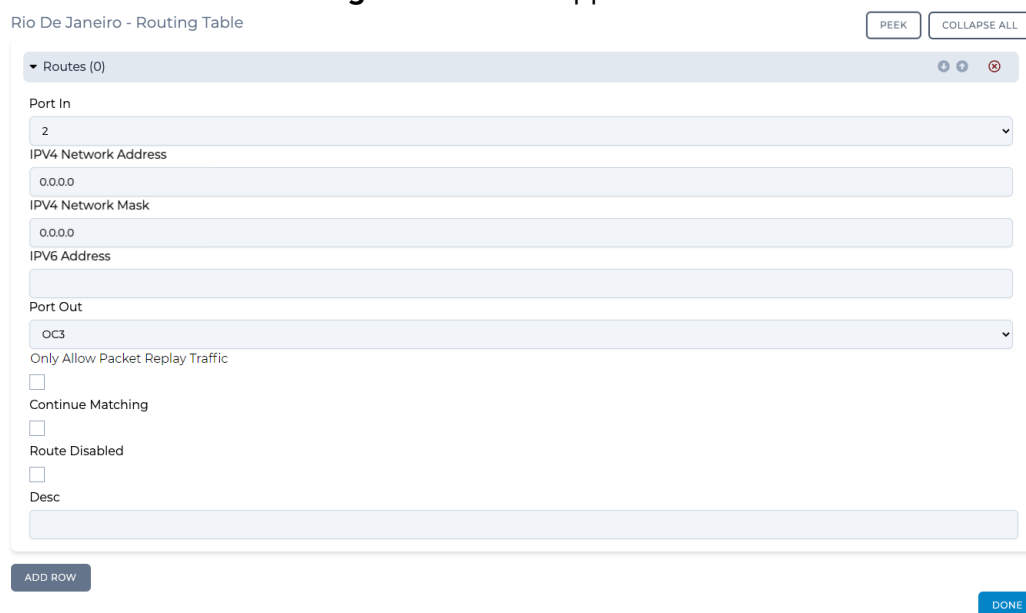 Rio De Janeiro - Routing Table
PEEK
COLLAPSE ALL
Routes (0)
Port In
2
IPV4 Network Address
0.0.0.0
IPV4 Network Mask
0.0.0.0
IPV6 Address
Port Out
OC3
Only Allow Packet Replay Traffic
Continue Matching
Route Disabled
Desc
ADD ROW
DONE